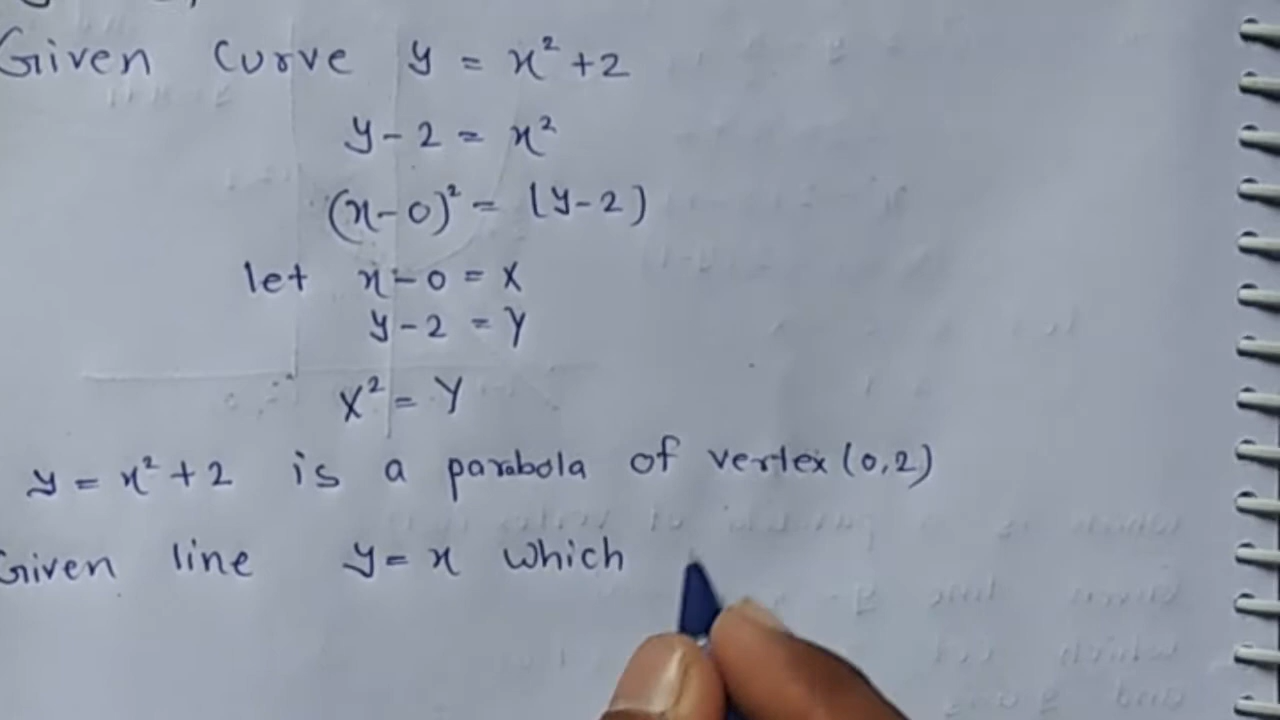 Given Curve y = x² + 2
y - 2 = x²
(x - 0)² = (y - 2)
let x - 0 = X
y - 2 = Y
X² = Y
y = x² + 2 is a parabola of vertex (0,2)
Given line y = x which